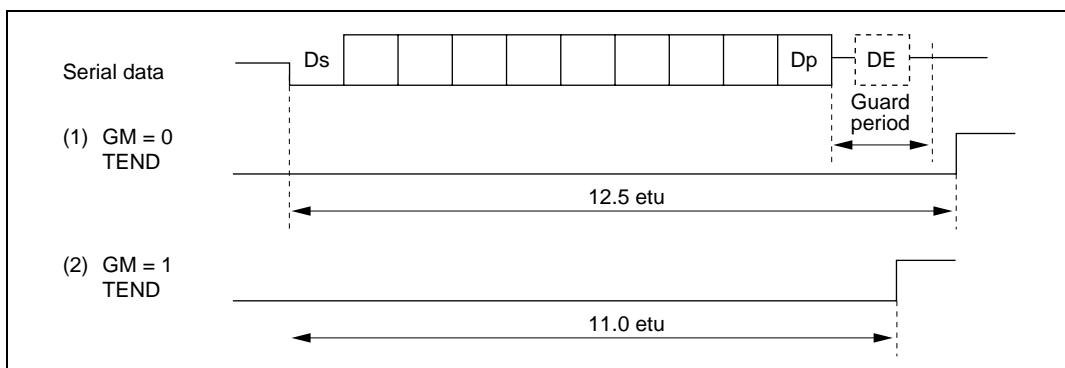 Serial data
Ds
Dp
DE
Guard
period
(1) GM = 0
TEND
12.5 etu
(2) GM = 1
TEND
11.0 etu